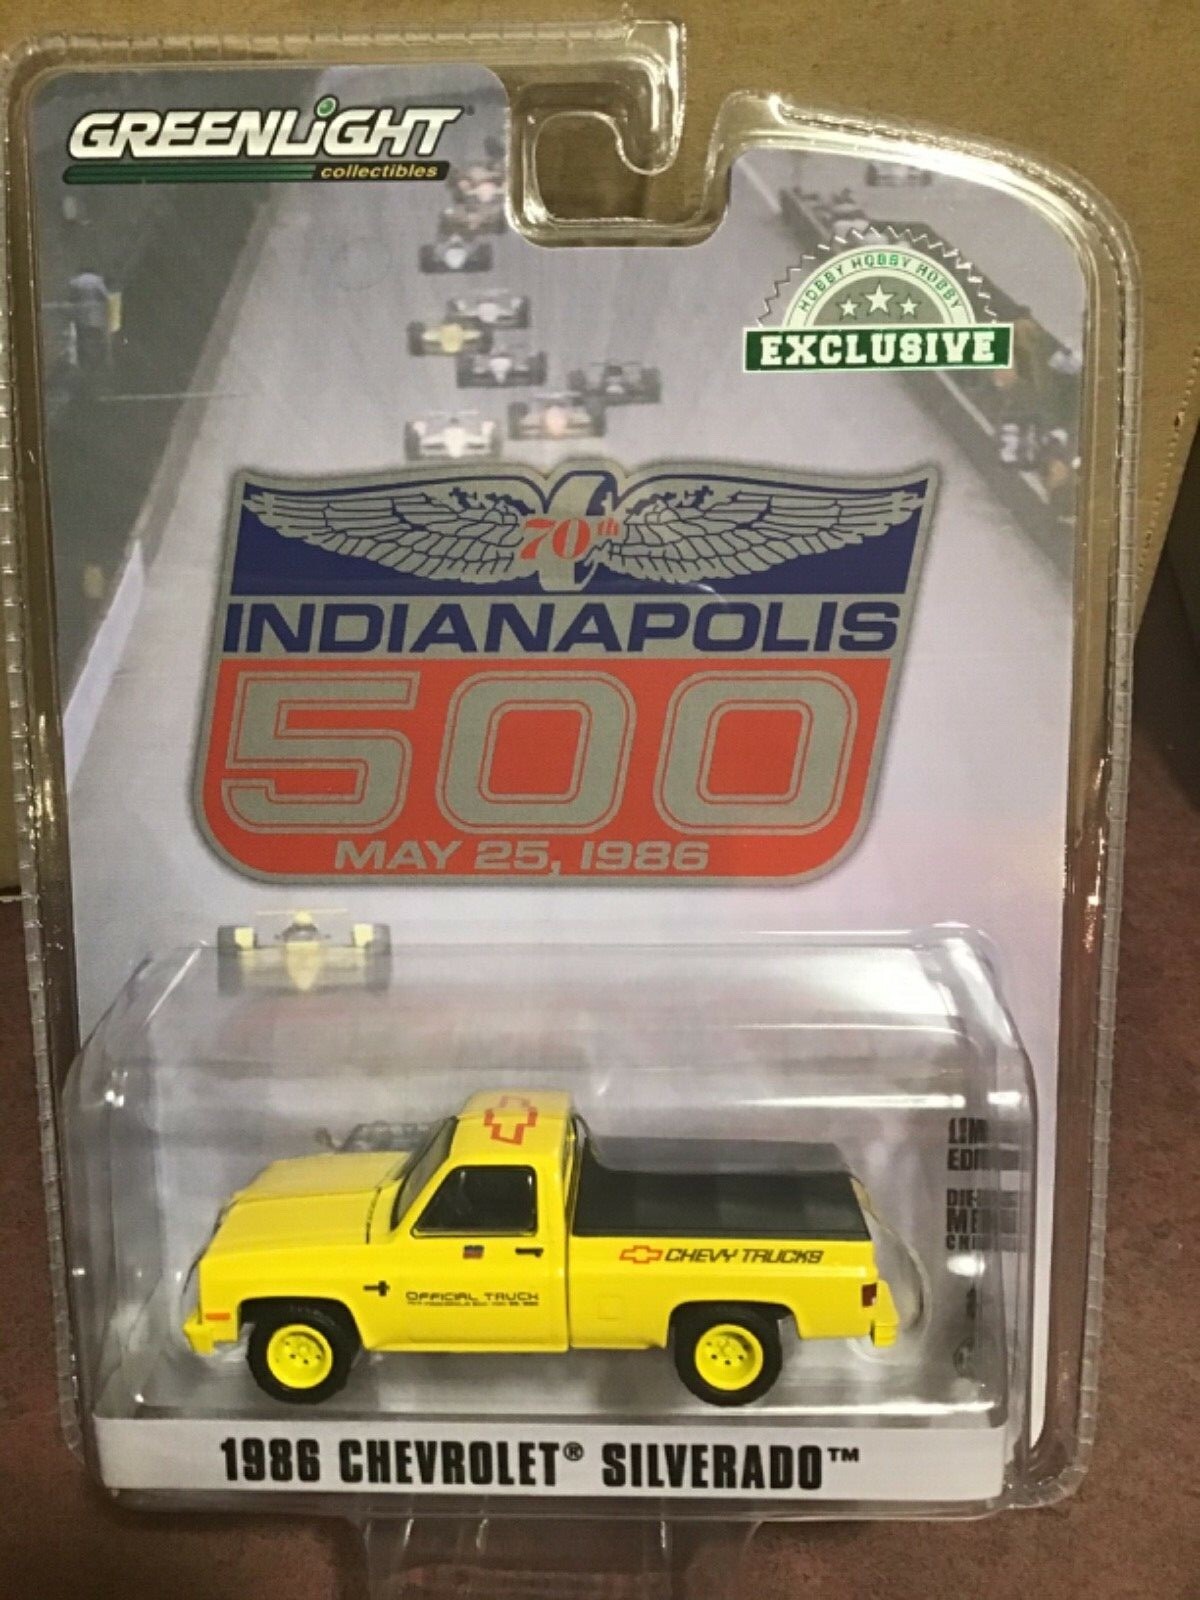 GREENLiGHT
collectibles
HOBBY HOBBY HOBBY
EXCLUSIVE
70th
INDIANAPOLIS
500
MAY 25, 1986
CHEVY TRUCKS
OFFICIAL TRUCK
1986 CHEVROLET® SILVERADO™